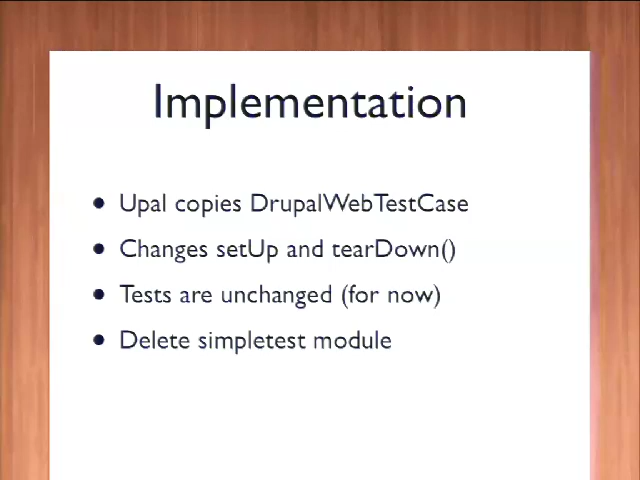 Implementation
• Upal copies DrupalWebTestCase
• Changes setUp and tearDown()
• Tests are unchanged (for now)
• Delete simpletest module